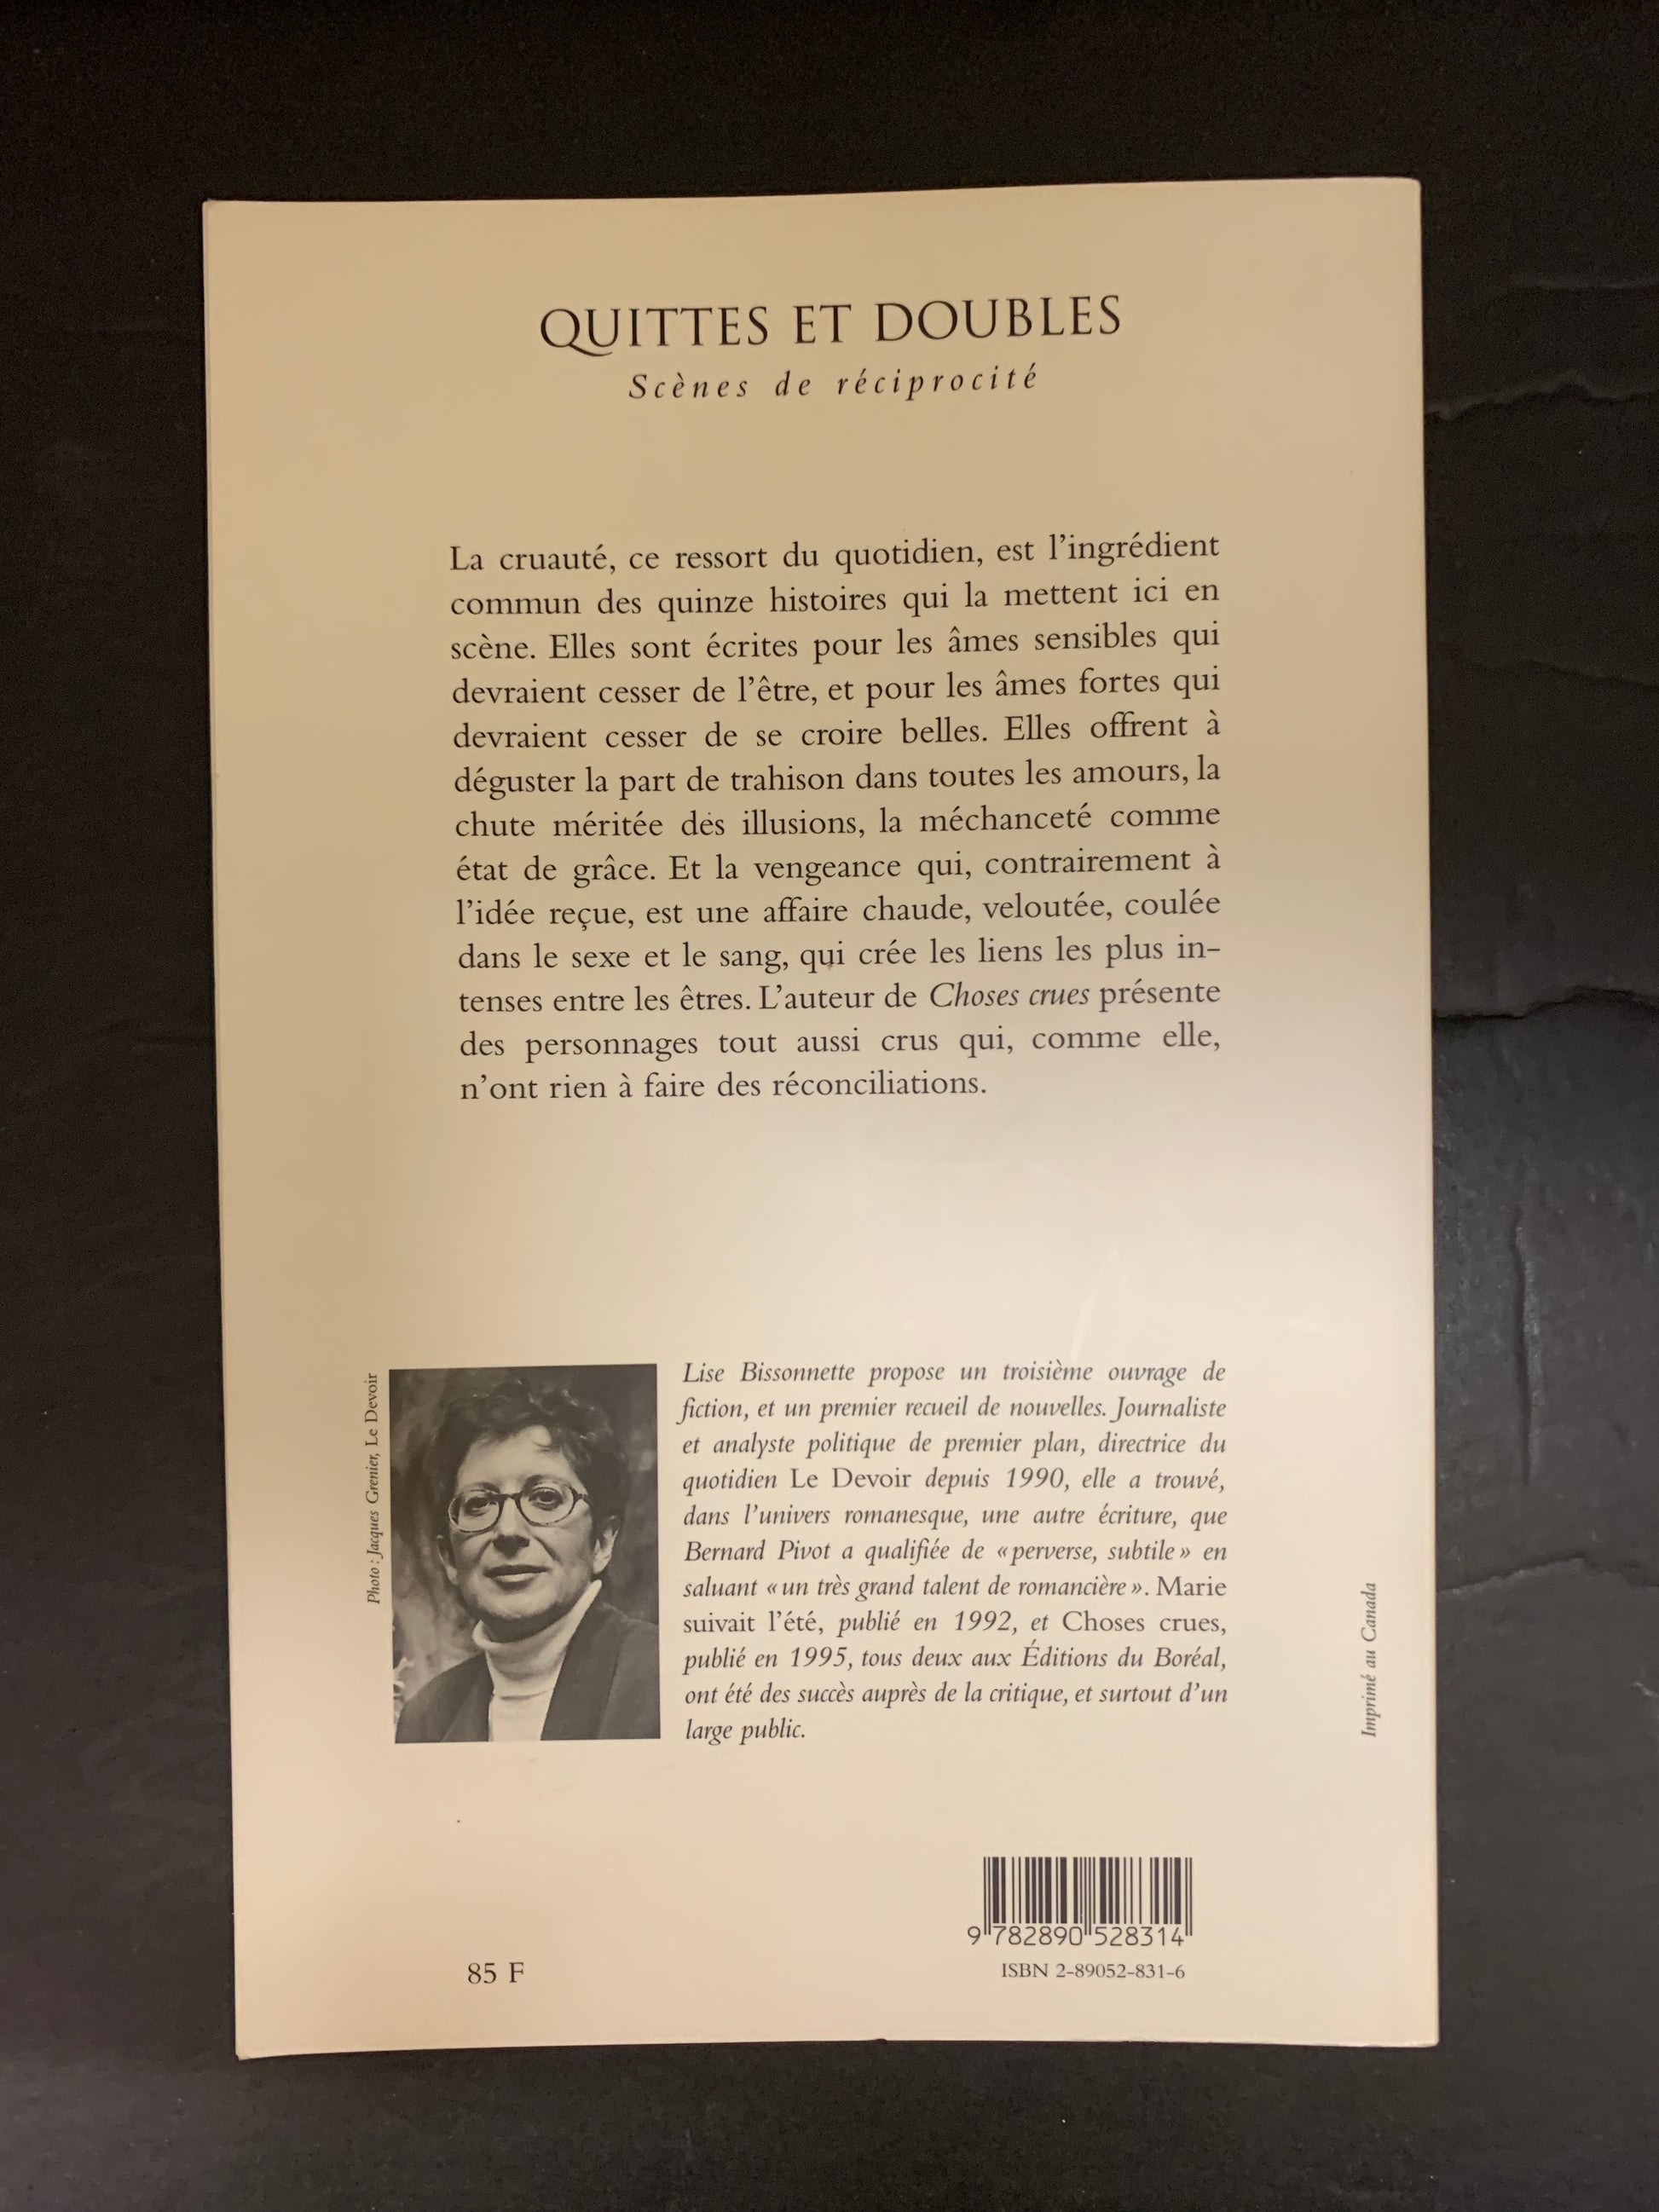 QUITTES ET DOUBLES
Scènes de réciprocité
La cruauté, ce ressort du quotidien, est l'ingrédient
commun des quinze histoires qui la mettent ici en
scène. Elles sont écrites pour les âmes sensibles qui
devraient cesser de l'être, et pour les âmes fortes qui
devraient cesser de se croire belles. Elles offrent à
déguster la part de trahison dans toutes les amours, la
chute méritée des illusions, la méchanceté comme
état de grâce. Et la vengeance qui, contrairement à
l'idée reçue, est une affaire chaude, veloutée, coulée
dans le sexe et le sang, qui crée les liens les plus in-
tenses entre les êtres. L'auteur de Choses crues présente
des personnages tout aussi crus qui, comme elle,
n'ont rien à faire des réconciliations.
Photo : Jacques Grenier, Le Devoir
Lise Bissonnette propose un troisième ouvrage de
fiction, et un premier recueil de nouvelles. Journaliste
et analyste politique de premier plan, directrice du
quotidien Le Devoir depuis 1990, elle a trouvé,
dans l'univers romanesque, une autre écriture, que
Bernard Pivot a qualifiée de « perverse, subtile » en
saluant « un très grand talent de romancière ». Marie
suivait l'été, publié en 1992, et Choses crues,
publié en 1995, tous deux aux Éditions du Boréal,
ont été des succès auprès de la critique, et surtout d'un
large public.
Imprimé au Canada
9 782890 528314
ISBN 2-89052-831-6
85 F